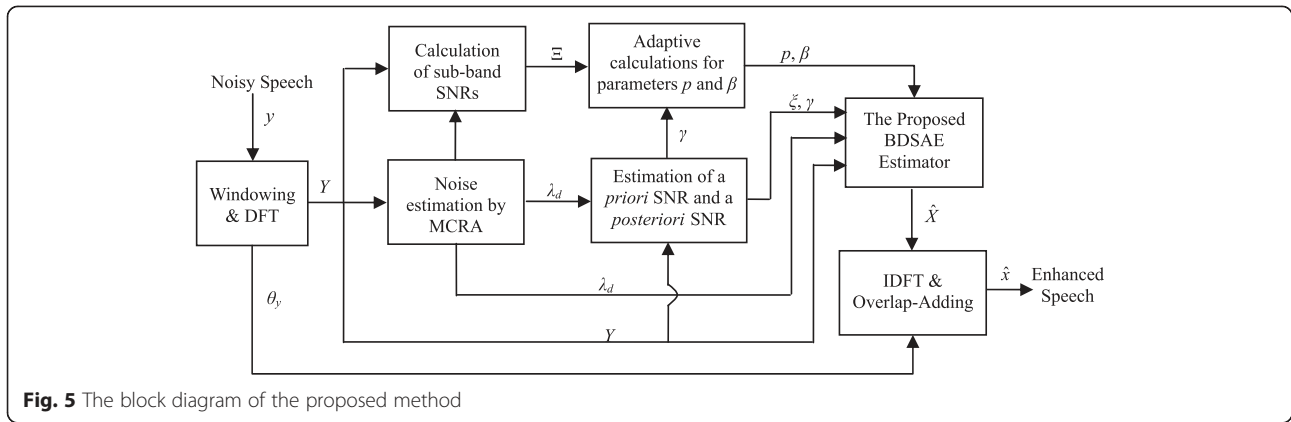 Noisy Speech
y
Windowing
& DFT
Y
θy
Calculation
of sub-band
SNRs
Ξ
Adaptive
calculations for
parameters p and β
p, β
Noise
estimation by
MCRA
λd
γ
Estimation of a
priori SNR and a
posteriori SNR
ξ, γ
λd
Y
The Proposed
BDSAE
Estimator
X̂
IDFT &
Overlap-Adding
x̂
Enhanced
Speech
Fig. 5 The block diagram of the proposed method